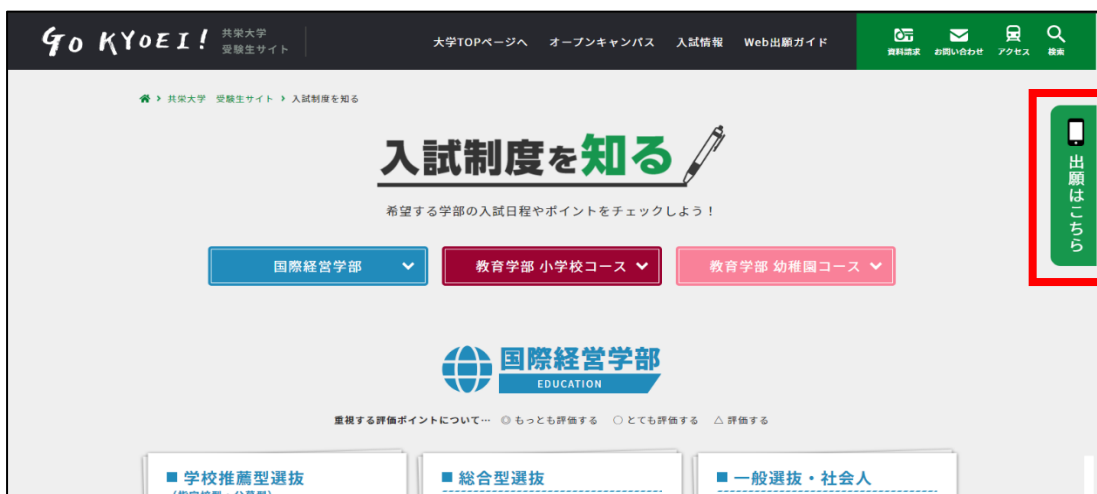 GO KYOEI!
共栄大学
受験生サイト
大学TOPページへ オープンキャンパス 入試情報 Web出願ガイド
資料請求 お問い合わせ アクセス 検索
共栄大学 受験生サイト 入試制度を知る
入試制度を知る
希望する学部の入試日程やポイントをチェックしよう!
出願はこちら
国際経営学部 教育学部 小学校コース 教育学部 幼稚園コース
国際経営学部
EDUCATION
重視する評価ポイントについて… ◎もっとも評価する ○とても評価する △評価する
■ 学校推薦型選抜 ■ 総合型選抜 ■ 一般選抜・社会人